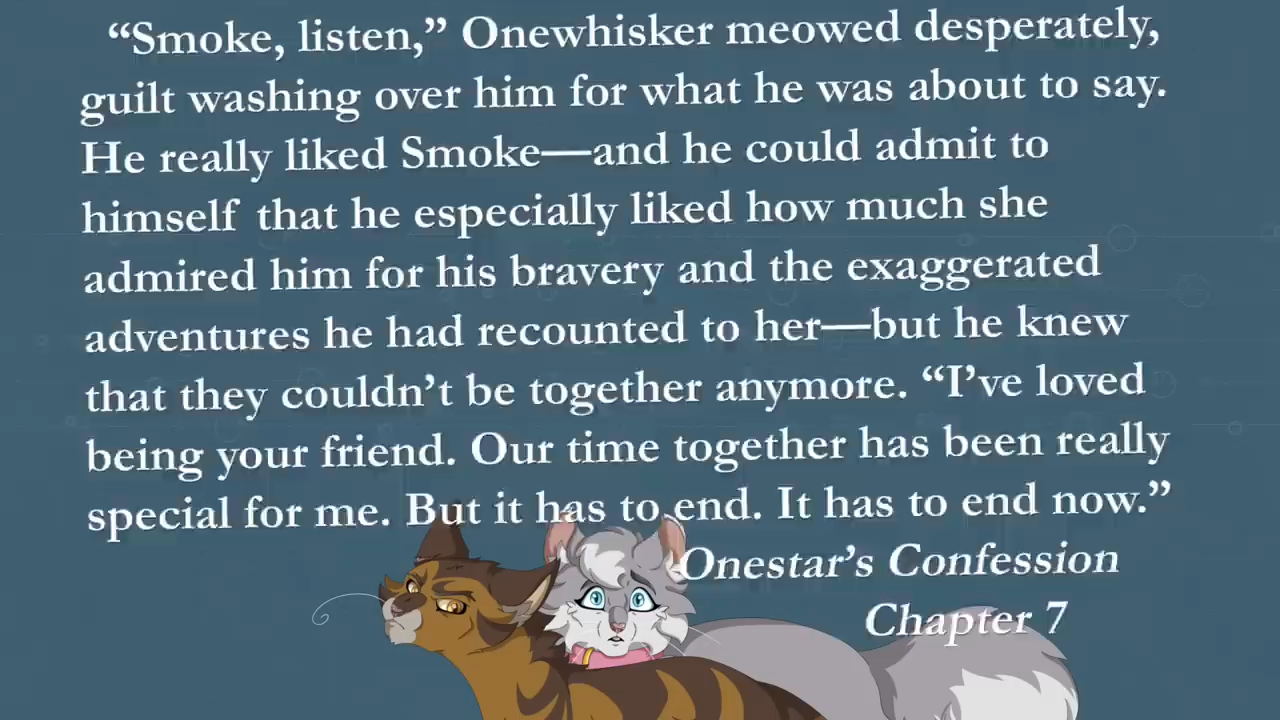 “Smoke, listen,” Onewhisker meowed desperately,
guilt washing over him for what he was about to say.
He really liked Smoke—and he could admit to
himself that he especially liked how much she
admired him for his bravery and the exaggerated
adventures he had recounted to her—but he knew
that they couldn’t be together anymore. “I’ve loved
being your friend. Our time together has been really
special for me. But it has to end. It has to end now.”
Onestar’s Confession
Chapter 7